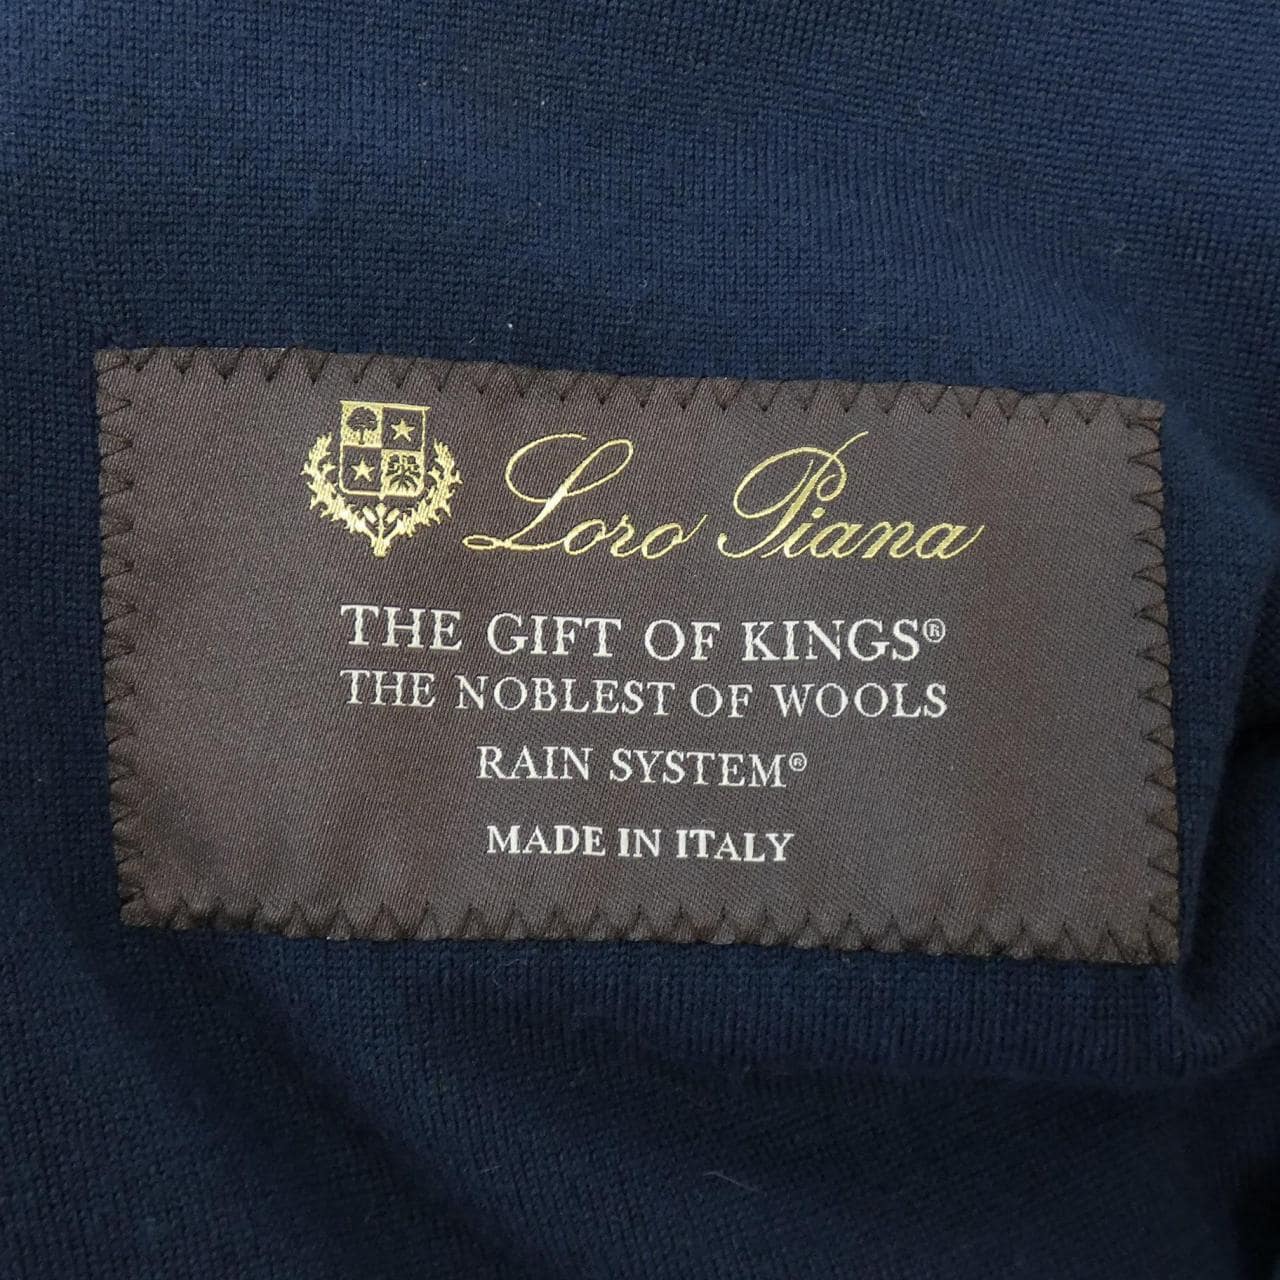 Loro Piana
THE GIFT OF KINGS®
THE NOBLEST OF WOOLS
RAIN SYSTEM®
MADE IN ITALY